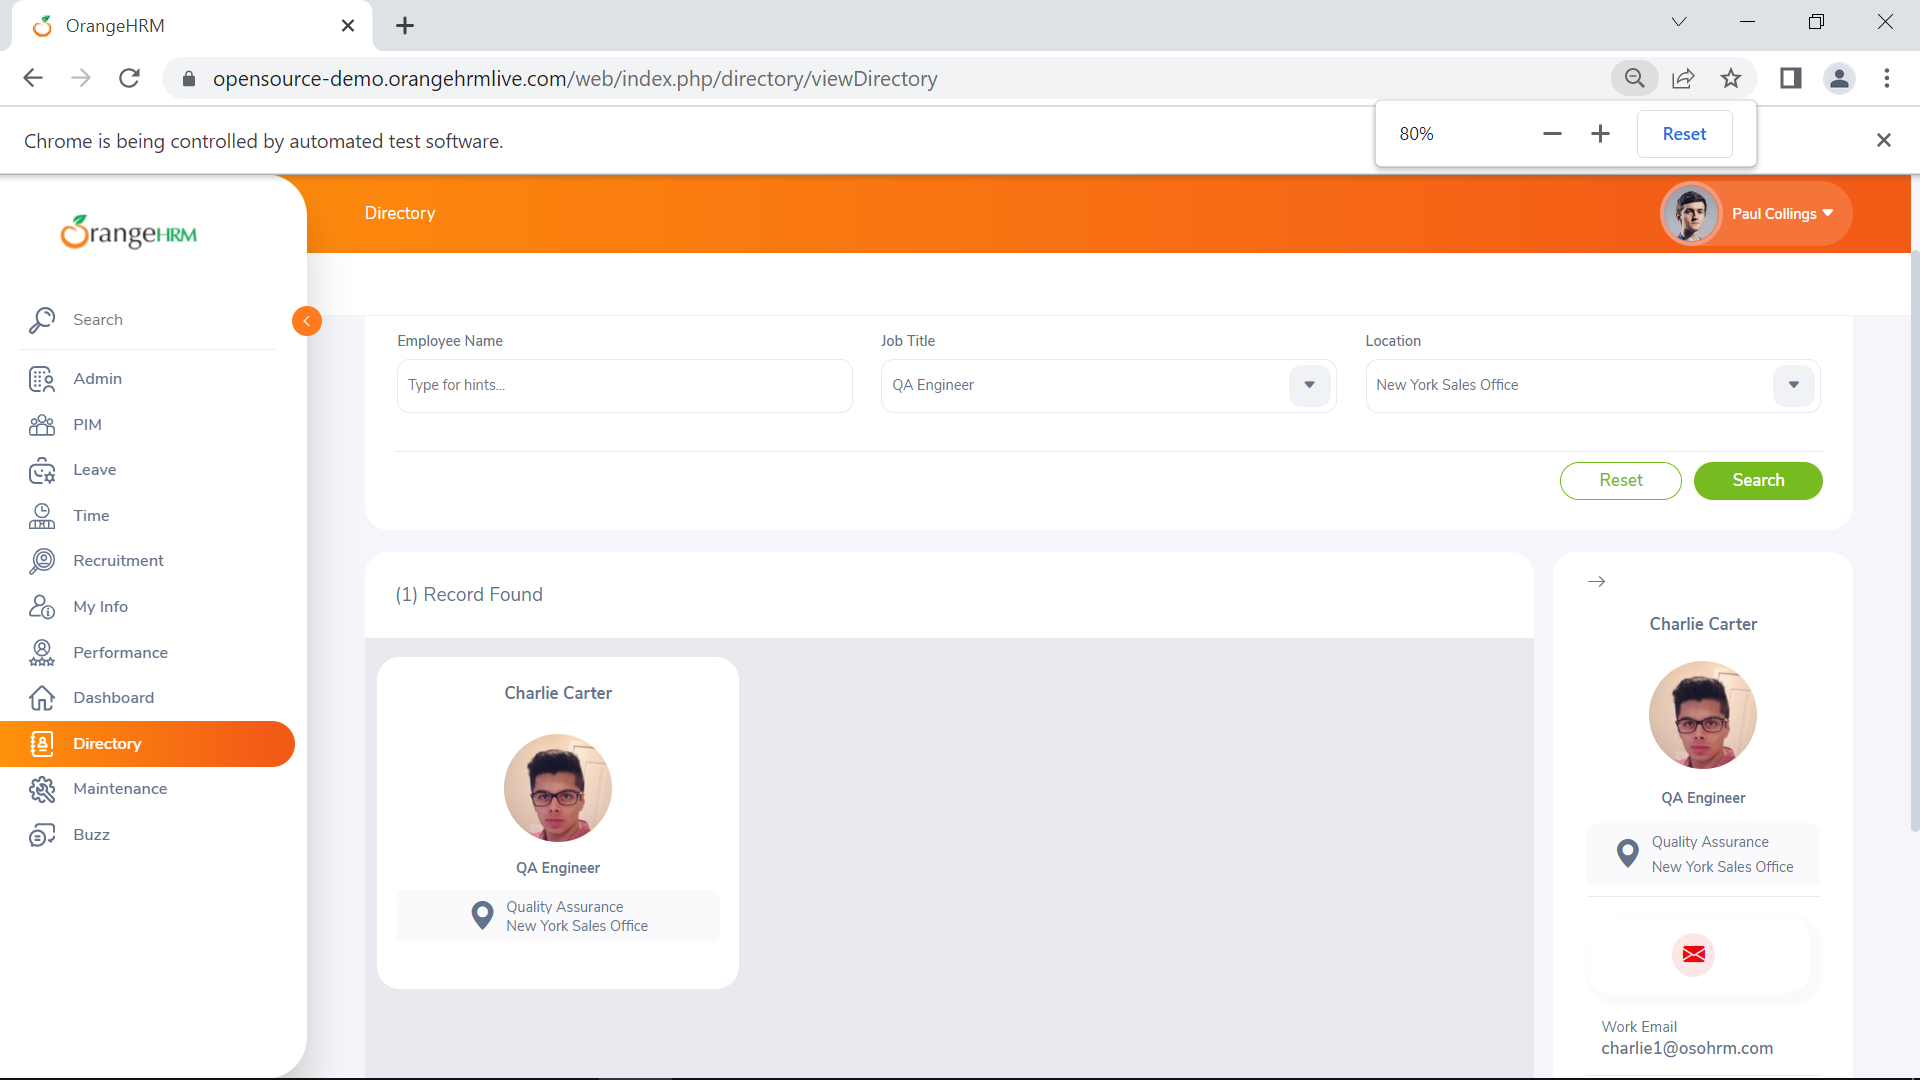 OrangeHRM
opensource-demo.orangehrmlive.com/web/index.php/directory/viewDirectory
Chrome is being controlled by automated test software.
80%
Reset
OrangeHRM
Directory
Paul Collings
Search
Admin
PIM
Leave
Time
Recruitment
My Info
Performance
Dashboard
Directory
Maintenance
Buzz
Employee Name
Job Title
Location
Type for hints...
QA Engineer
New York Sales Office
Reset
Search
(1) Record Found
Charlie Carter
QA Engineer
Quality Assurance
New York Sales Office
Charlie Carter
QA Engineer
Quality Assurance
New York Sales Office
Work Email
charlie1@osohrm.com